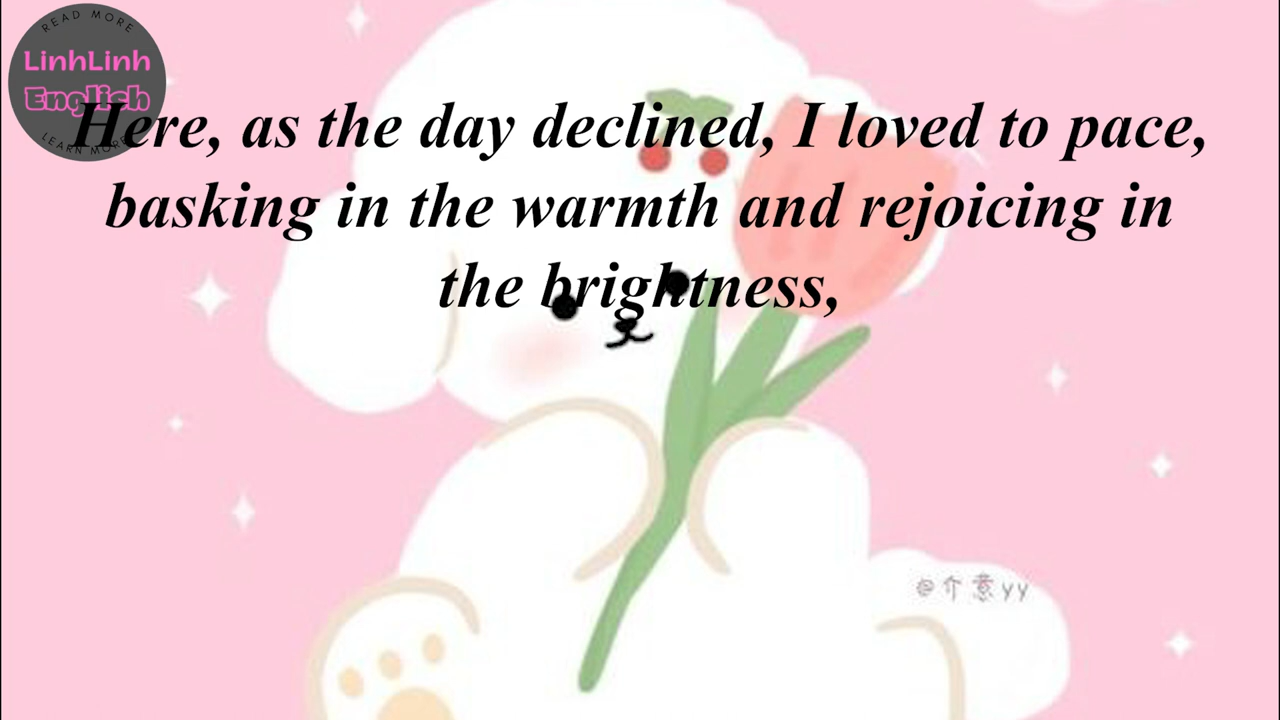 READ MORE
LinhLinh
English
LEARN MORE
Here, as the day declined, I loved to pace,
basking in the warmth and rejoicing in
the brightness,
@介意yy